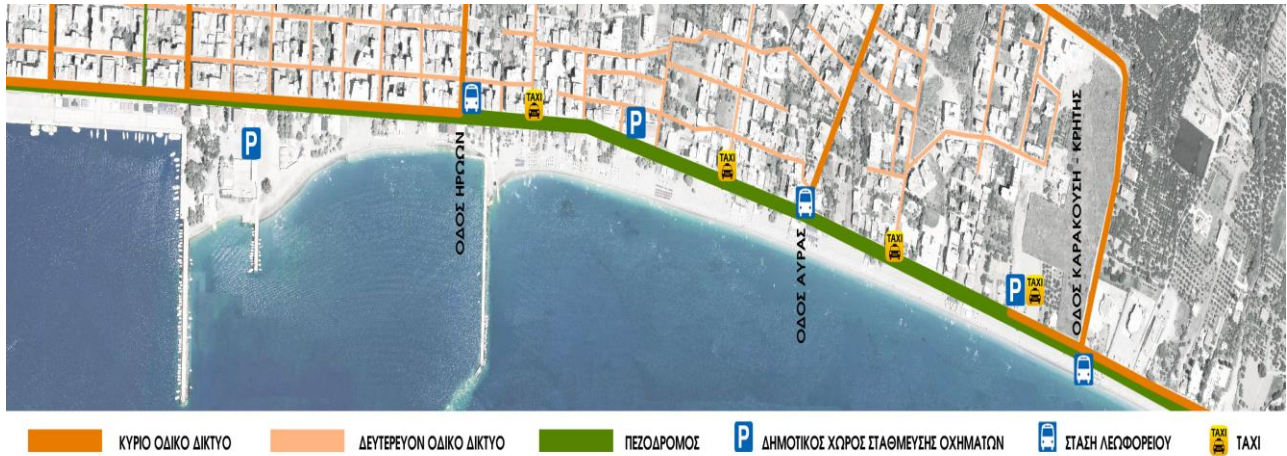 TAXI
P
P
TAXI
ΟΔΟΣ ΗΡΩΩΝ
ΟΔΟΣ ΑΥΡΑΣ
TAXI
P
TAXI
ΟΔΟΣ ΚΑΡΑΚΟΥΣΗ - ΚΡΗΤΗΣ
ΚΥΡΙΟ ΟΔΙΚΟ ΔΙΚΤΥΟ
ΔΕΥΤΕΡΕΥΟΝ ΟΔΙΚΟ ΔΙΚΤΥΟ
ΠΕΖΟΔΡΟΜΟΣ
P ΔΗΜΟΤΙΚΟΣ ΧΩΡΟΣ ΣΤΑΘΜΕΥΣΗΣ ΟΧΗΜΑΤΩΝ
ΣΤΑΣΗ ΛΕΩΦΟΡΕΙΟΥ
TAXI ΤΑΧΙ